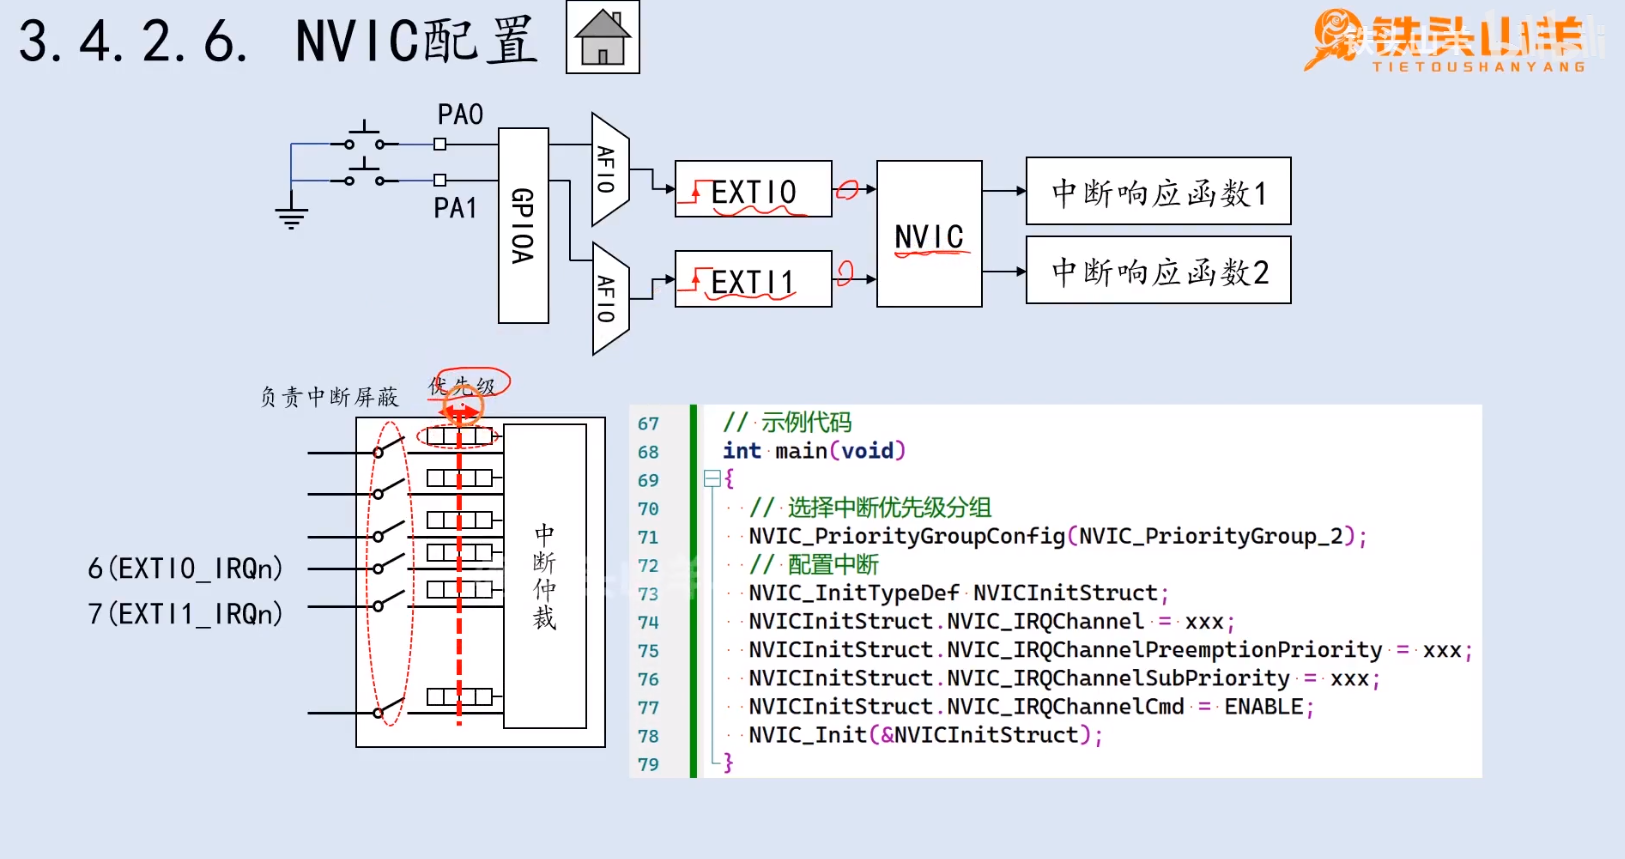 3.4.2.6. NVIC配置
铁头山羊
TIETOUSHANYANG
PA0
PA1
GPIOA
AFIO
AFIO
EXTI0
EXTI1
NVIC
中断响应函数1
中断响应函数2
负责中断屏蔽
优先级
6(EXTI0_IRQn)
7(EXTI1_IRQn)
中断仲裁
67 // 示例代码
68 int main(void)
69 {
70 // 选择中断优先级分组
71 NVIC_PriorityGroupConfig(NVIC_PriorityGroup_2);
72 // 配置中断
73 NVIC_InitTypeDef NVICInitStruct;
74 NVICInitStruct.NVIC_IRQChannel = xxx;
75 NVICInitStruct.NVIC_IRQChannelPreemptionPriority = xxx;
76 NVICInitStruct.NVIC_IRQChannelSubPriority = xxx;
77 NVICInitStruct.NVIC_IRQChannelCmd = ENABLE;
78 NVIC_Init(&NVICInitStruct);
79 }